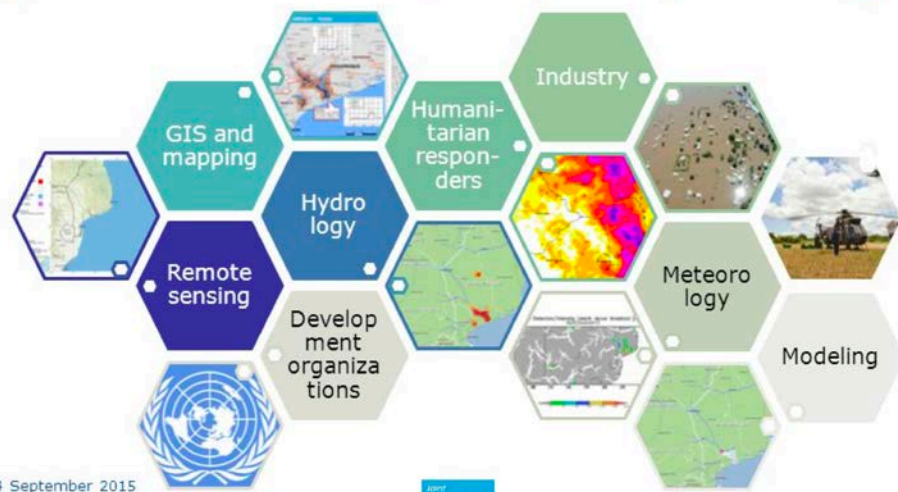 Industry
GIS and
mapping
Humani-
tarian
respon-
ders
Hydro
logy
Remote
sensing
Meteoro
logy
Develop
ment
organiza
tions
Modeling
September 2015
Joint